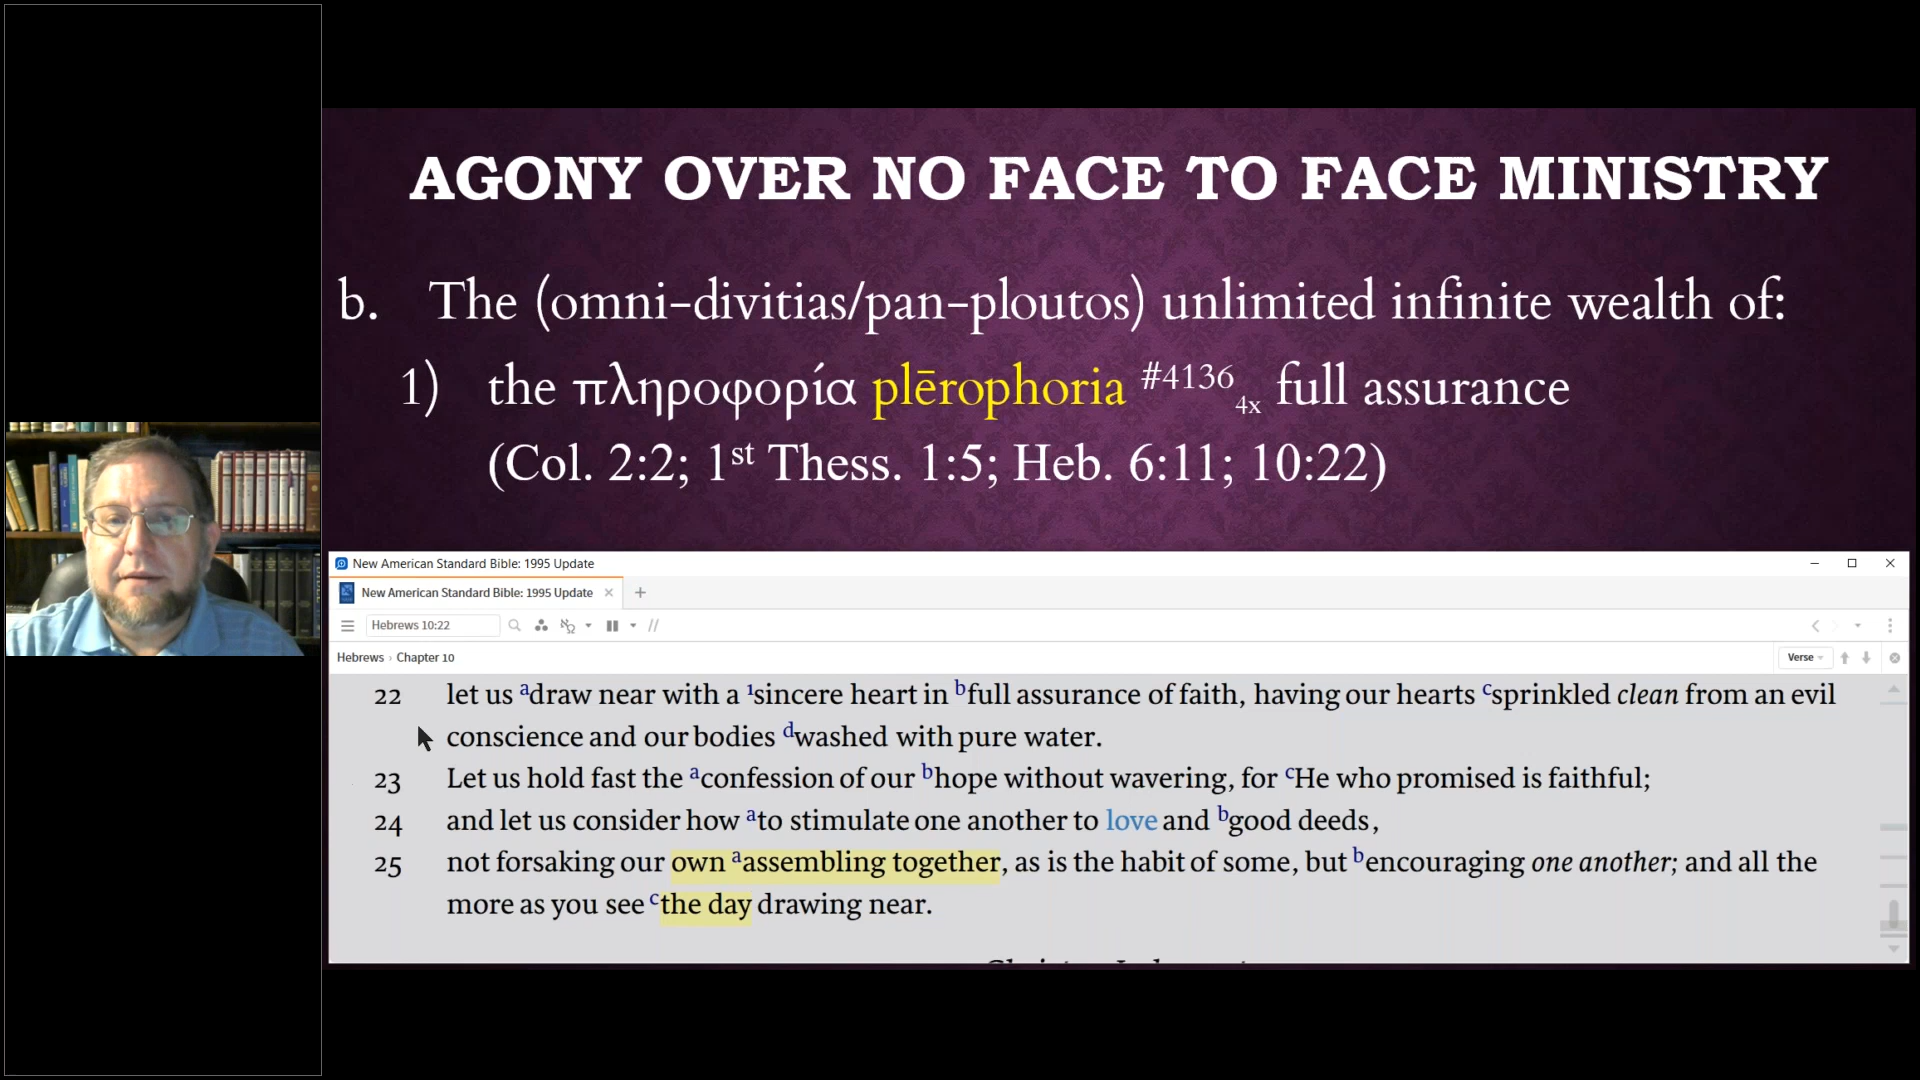 AGONY OVER NO FACE TO FACE MINISTRY
b. The (omni-divitias/pan-ploutos) unlimited infinite wealth of:
1) the πληροφορία plērophoria #4136 4x full assurance
(Col. 2:2; 1st Thess. 1:5; Heb. 6:11; 10:22)
New American Standard Bible: 1995 Update
New American Standard Bible: 1995 Update
Hebrews 10:22
Hebrews › Chapter 10
Verse
22 let us adraw near with a 1sincere heart in bfull assurance of faith, having our hearts csprinkled clean from an evil
conscience and our bodies dwashed with pure water.
23 Let us hold fast the aconfession of our bhope without wavering, for cHe who promised is faithful;
24 and let us consider how ato stimulate one another to love and bgood deeds,
25 not forsaking our own aassembling together, as is the habit of some, but bencouraging one another; and all the
more as you see cthe day drawing near.